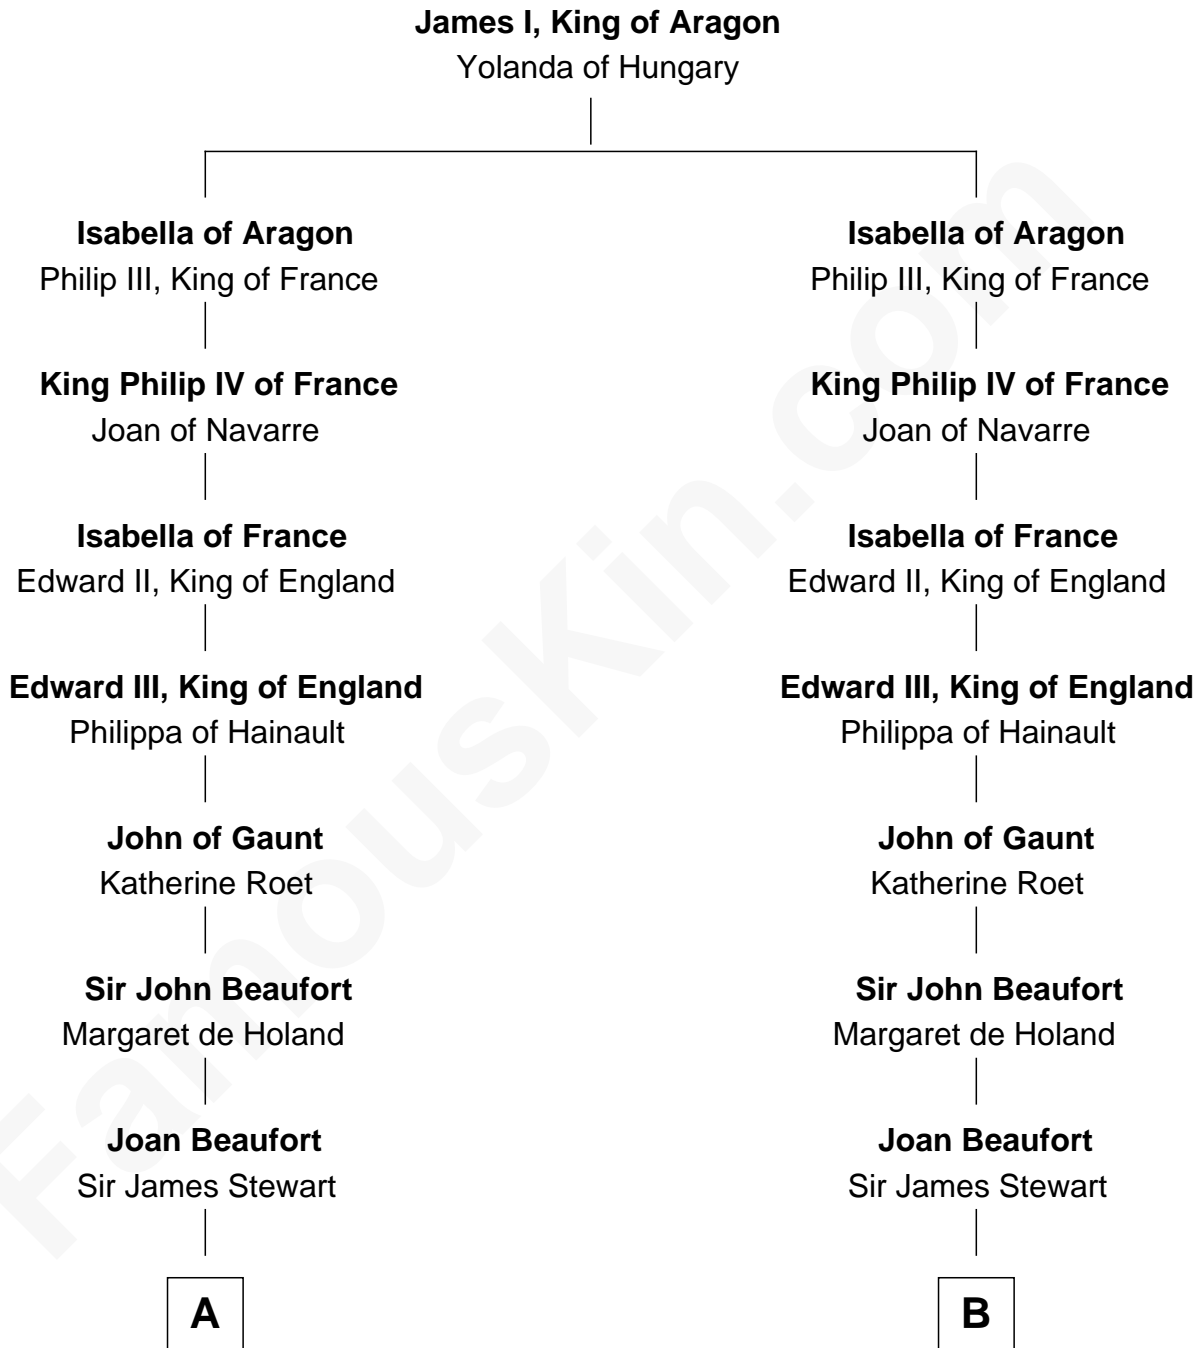 James I, King of Aragon
Yolanda of Hungary
Isabella of Aragon
Philip III, King of France
King Philip IV of France
Joan of Navarre
Isabella of France
Edward II, King of England
Edward III, King of England
Philippa of Hainault
John of Gaunt
Katherine Roet
Sir John Beaufort
Margaret de Holand
Joan Beaufort
Sir James Stewart
A
Isabella of Aragon
Philip III, King of France
King Philip IV of France
Joan of Navarre
Isabella of France
Edward II, King of England
Edward III, King of England
Philippa of Hainault
John of Gaunt
Katherine Roet
Sir John Beaufort
Margaret de Holand
Joan Beaufort
Sir James Stewart
B
FamousKin.com